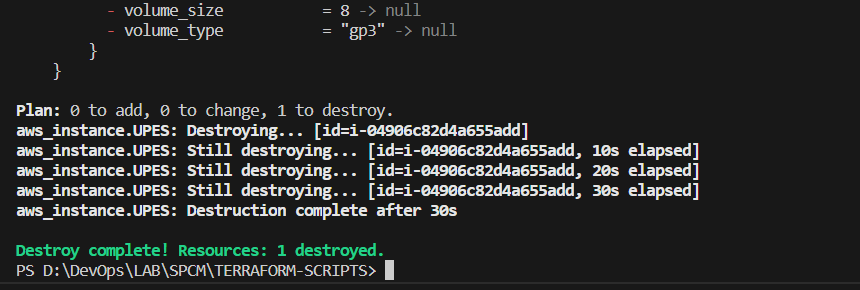 - volume_size = 8 -> null
- volume_type = "gp3" -> null
}
}
Plan: 0 to add, 0 to change, 1 to destroy.
aws_instance.UPES: Destroying... [id=i-04906c82d4a655add]
aws_instance.UPES: Still destroying... [id=i-04906c82d4a655add, 10s elapsed]
aws_instance.UPES: Still destroying... [id=i-04906c82d4a655add, 20s elapsed]
aws_instance.UPES: Still destroying... [id=i-04906c82d4a655add, 30s elapsed]
aws_instance.UPES: Destruction complete after 30s
Destroy complete! Resources: 1 destroyed.
PS D:\DevOps\LAB\SPCM\TERRAFORM-SCRIPTS>